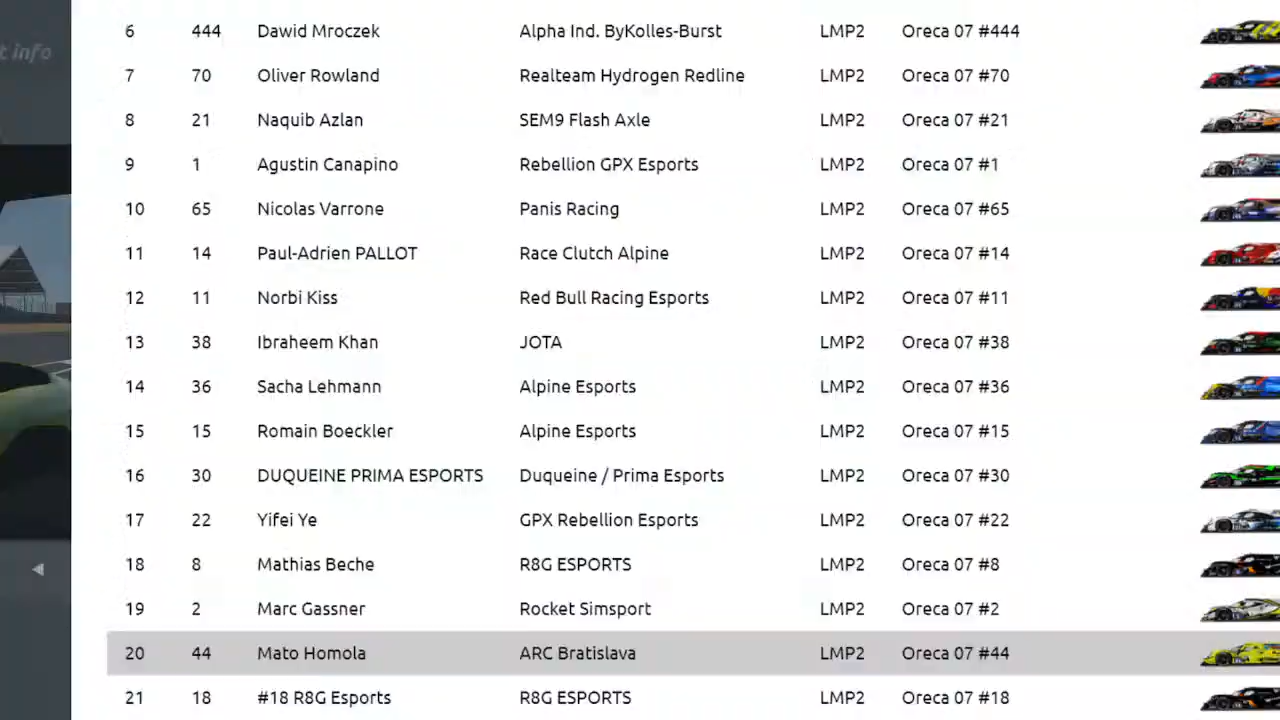 t info
6 444 Dawid Mroczek Alpha Ind. ByKolles-Burst LMP2 Oreca 07 #444
7 70 Oliver Rowland Realteam Hydrogen Redline LMP2 Oreca 07 #70
8 21 Naquib Azlan SEM9 Flash Axle LMP2 Oreca 07 #21
9 1 Agustin Canapino Rebellion GPX Esports LMP2 Oreca 07 #1
10 65 Nicolas Varrone Panis Racing LMP2 Oreca 07 #65
11 14 Paul-Adrien PALLOT Race Clutch Alpine LMP2 Oreca 07 #14
12 11 Norbi Kiss Red Bull Racing Esports LMP2 Oreca 07 #11
13 38 Ibraheem Khan JOTA LMP2 Oreca 07 #38
14 36 Sacha Lehmann Alpine Esports LMP2 Oreca 07 #36
15 15 Romain Boeckler Alpine Esports LMP2 Oreca 07 #15
16 30 DUQUEINE PRIMA ESPORTS Duqueine / Prima Esports LMP2 Oreca 07 #30
17 22 Yifei Ye GPX Rebellion Esports LMP2 Oreca 07 #22
18 8 Mathias Beche R8G ESPORTS LMP2 Oreca 07 #8
19 2 Marc Gassner Rocket Simsport LMP2 Oreca 07 #2
20 44 Mato Homola ARC Bratislava LMP2 Oreca 07 #44
21 18 #18 R8G Esports R8G ESPORTS LMP2 Oreca 07 #18